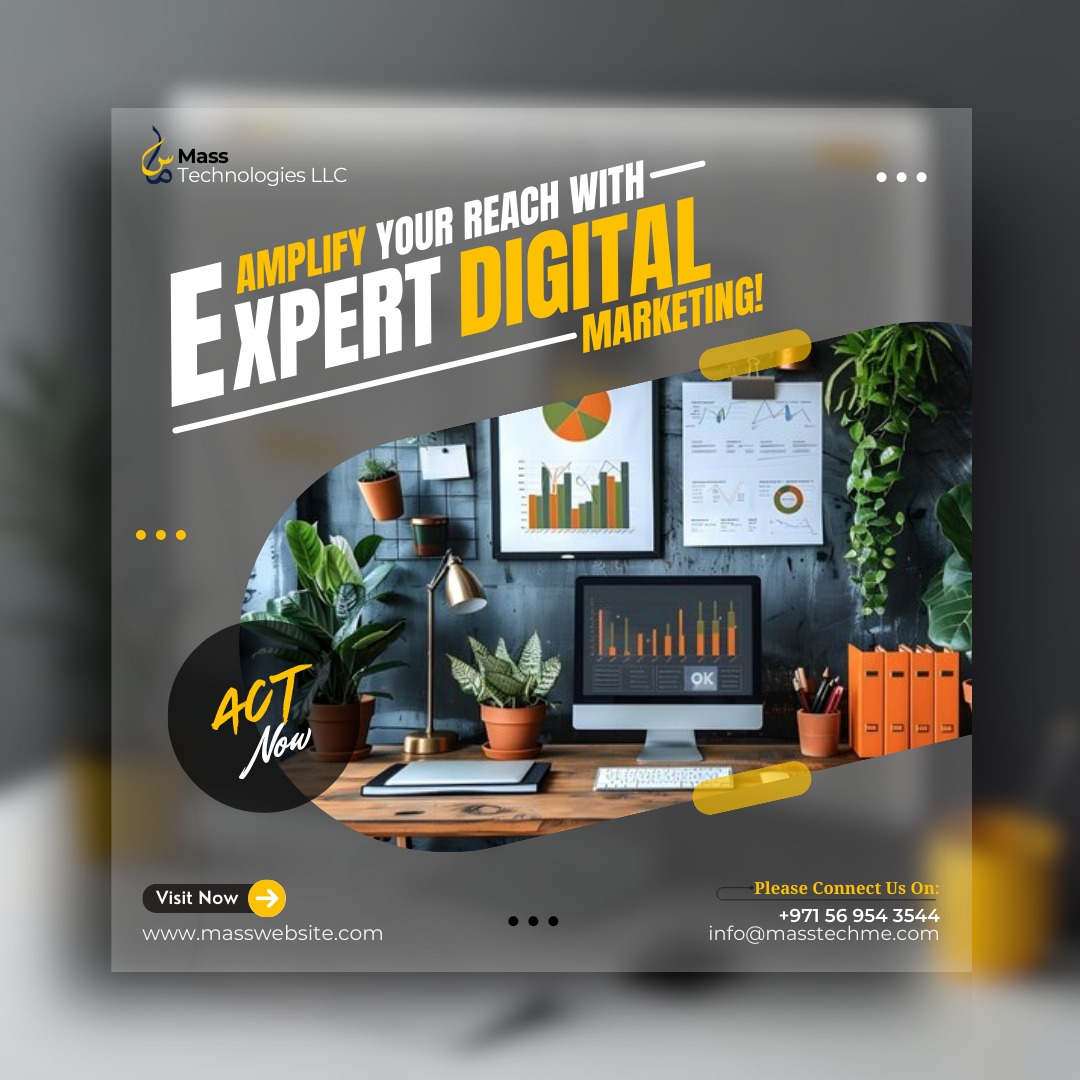 Mass
Technologies LLC
AMPLIFY YOUR REACH WITH
EXPERT DIGITAL
MARKETING!
OK
ACT
Now
Visit Now
www.masswebsite.com
Please Connect Us On:
+971 56 954 3544
info@masstechme.com